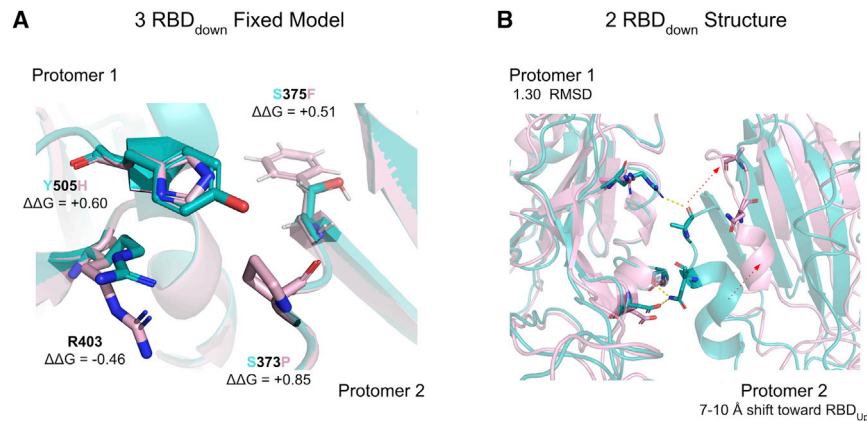 A
3 RBDdown Fixed Model
Protomer 1
S375F
ΔΔG = +0.51
Y505H
ΔΔG = +0.60
R403
ΔΔG = -0.46
S373P
ΔΔG = +0.85
Protomer 2
B
2 RBDdown Structure
Protomer 1
1.30 RMSD
Protomer 2
7-10 Å shift toward RBDUp